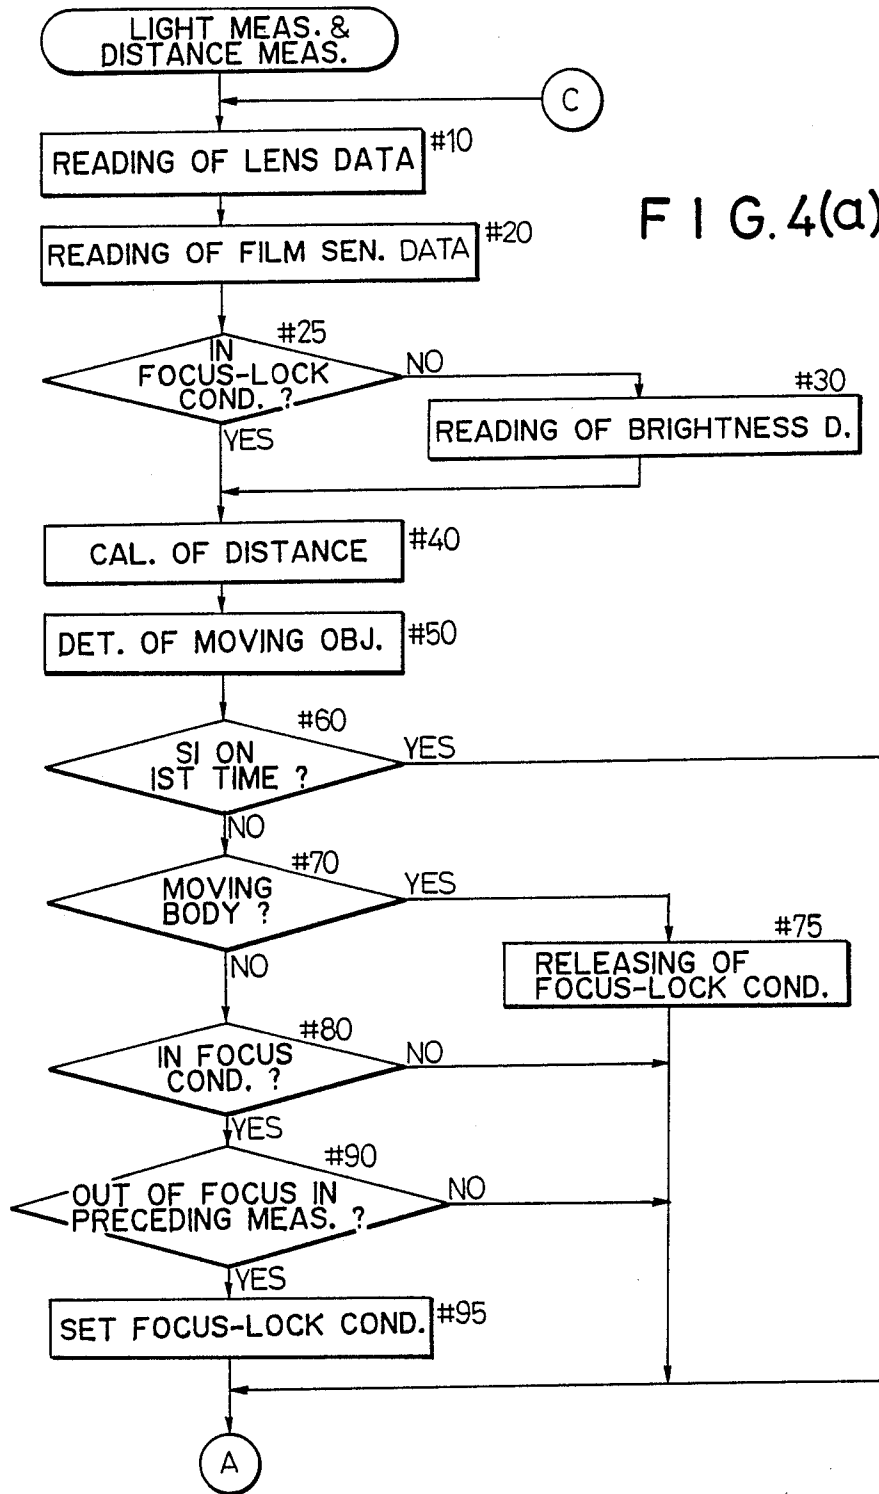 LIGHT MEAS. &
DISTANCE MEAS.
C
READING OF LENS DATA
#10
FIG. 4(a)
READING OF FILM SEN. DATA
#20
#25
IN
FOCUS-LOCK
COND. ?
NO
YES
#30
READING OF BRIGHTNESS D.
CAL. OF DISTANCE
#40
DET. OF MOVING OBJ.
#50
#60
SI ON
IST TIME ?
YES
NO
#70
MOVING
BODY ?
YES
NO
#75
RELEASING OF
FOCUS-LOCK COND.
#80
IN FOCUS
COND. ?
NO
YES
#90
OUT OF FOCUS IN
PRECEDING MEAS. ?
NO
YES
SET FOCUS-LOCK COND.
#95
A